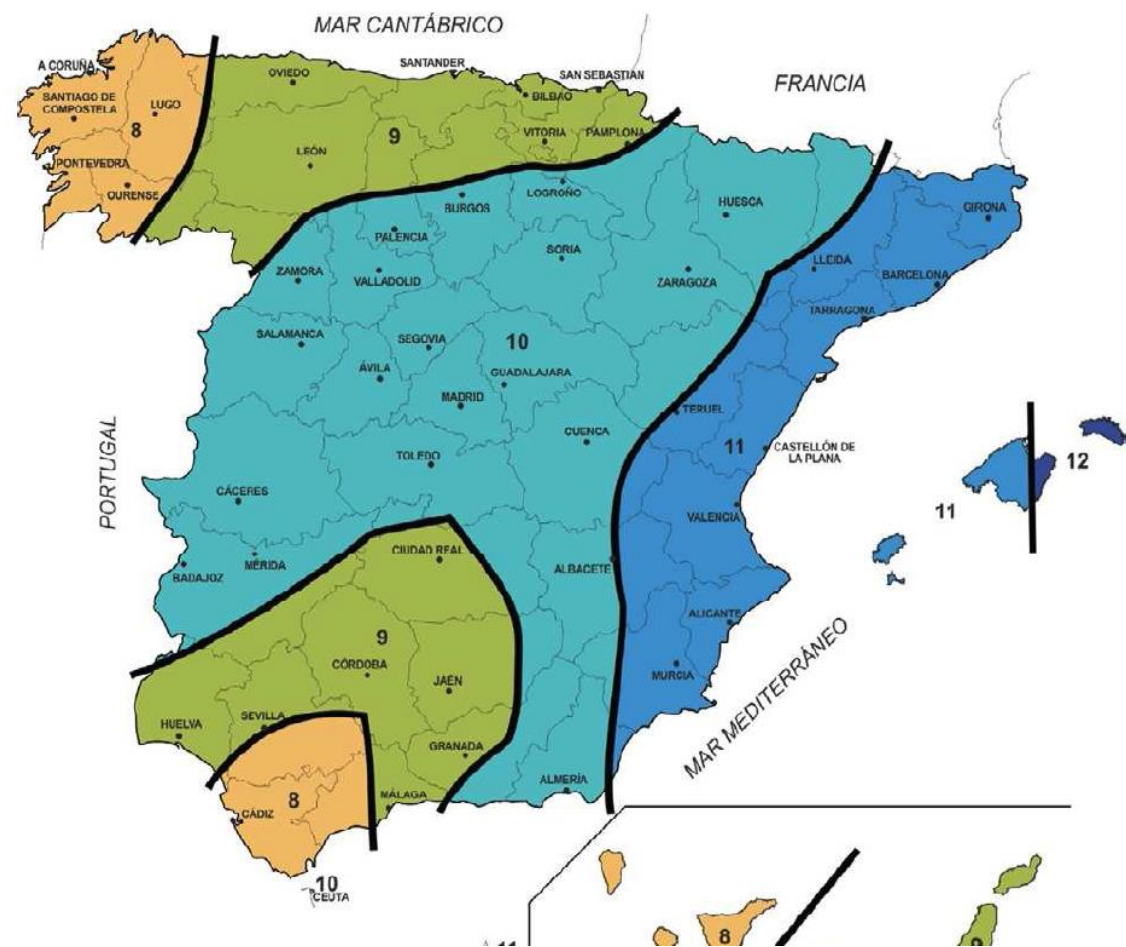 MAR CANTÁBRICO
A CORUÑA
OVIEDO
SANTANDER
SAN SEBASTIAN
FRANCIA
SANTIAGO DE
COMPOSTELA
LUGO
8
BILBAO
9
VITORIA
PAMPLONA
LEÓN
PONTEVEDRA
OURENSE
BURGOS
LOGROÑO
HUESCA
GIRONA
PALENCIA
SORIA
ZAMORA
VALLADOLID
ZARAGOZA
LLEIDA
BARCELONA
TARRAGONA
SALAMANCA
SEGOVIA
10
ÁVILA
GUADALAJARA
MADRID
TERUEL
PORTUGAL
CUENCA
11
CASTELLÓN DE
LA PLANA
12
TOLEDO
CÁCERES
VALENCIA
11
CIUDAD REAL
BADAJOZ
MÉRIDA
ALBACETE
ALICANTE
9
CÓRDOBA
JAÉN
MURCIA
MAR MEDITERRÁNEO
HUELVA
SEVILLA
GRANADA
ALMERÍA
MÁLAGA
CÁDIZ
8
10
CEUTA
8
9
11